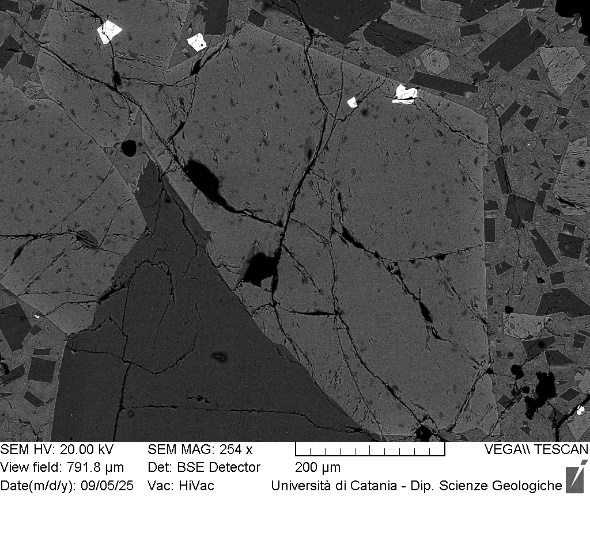 SEM HV: 20.00 kV SEM MAG: 254 x VEGA\\ TESCAN
View field: 791.8 µm Det: BSE Detector 200 µm
Date(m/d/y): 09/05/25 Vac: HiVac Università di Catania - Dip. Scienze Geologiche